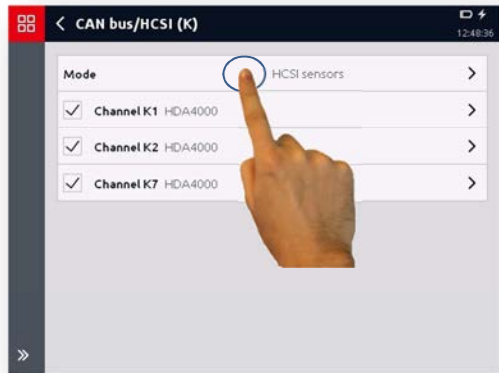 CAN bus/HCSI (K)
12:48:36
Mode HCSI sensors
Channel K1 HDA4000
Channel K2 HDA4000
Channel K7 HDA4000